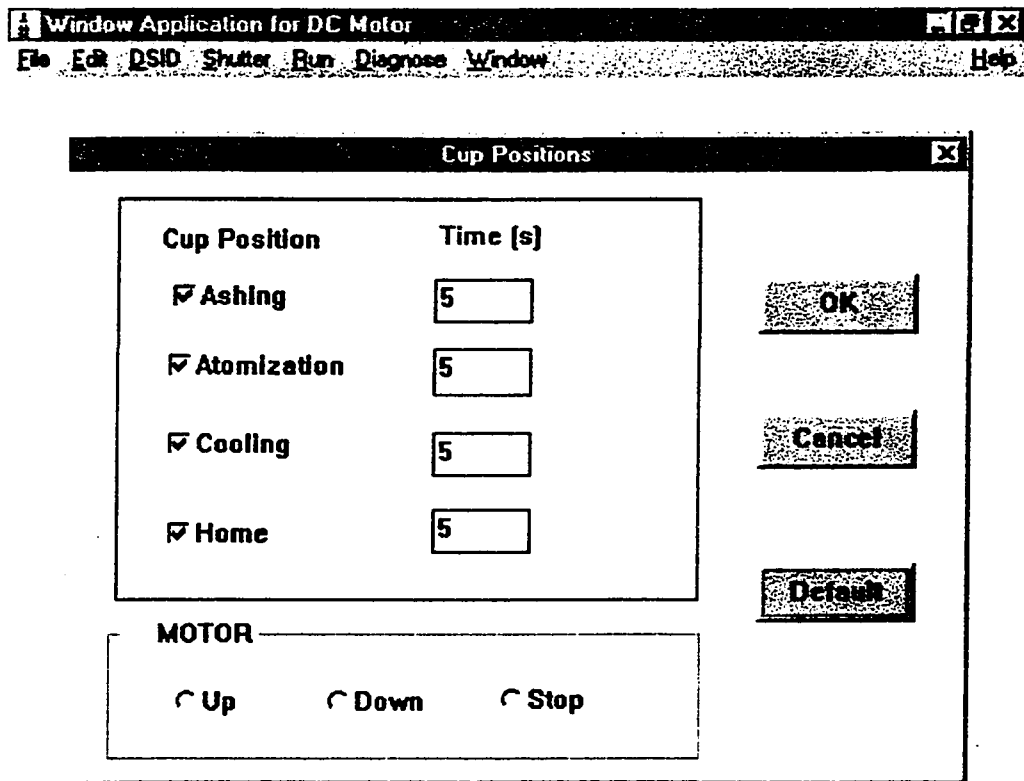 Window Application for DC Motor
File Edit DSID Shutter Run Diagnose Window Help
Cup Positions
Cup Position Time (s)
Ashing 5
Atomization 5
Cooling 5
Home 5
OK
Cancel
Default
MOTOR
Up Down Stop